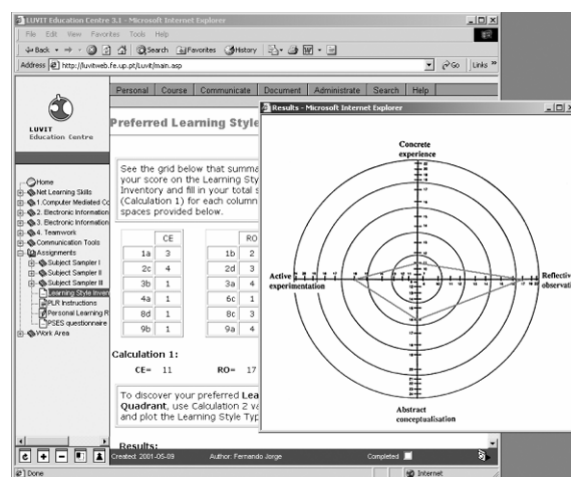 LUVIT Education Centre 3.1 - Microsoft Internet Explorer
File Edit View Favorites Tools Help
Back Search Favorites History
Address http://luvitweb.fe.up.pt/Luvit/main.asp Go Links »
Personal Course Communicate Document Administrate Search Help
LUVIT
Education Centre
Home
Net Learning Skills
1.Computer Mediated Co
2. Electronic Information
3. Electronic Information
4. Teamwork
Communication Tools
Assignments
Subject Sampler I
Subject Sampler II
Subject Sampler III
Learning Style Inven
PLR Instructions
Personal Learning R
PSES questionnaire
Work Area
Preferred Learning Style
See the grid below that summa
your score on the Learning Sty
Inventory and fill in your total s
(Calculation 1) for each column
spaces provided below.
CE RO
1a 3 1b 2
2c 4 2d 3
3b 1 3a 4
4a 1 6c 1
8d 1 8c 3
9b 1 9a 4
Calculation 1:
CE= 11 RO= 17
To discover your preferred Lea
Quadrant, use Calculation 2 va
and plot the Learning Style Typ
Results:
Created: 2001-05-09 Author: Fernando Jorge Completed
Done Internet
Results - Microsoft Internet Explorer
Concrete
experience
Active
experimentation
Reflective
observati
Abstract
conceptualisation